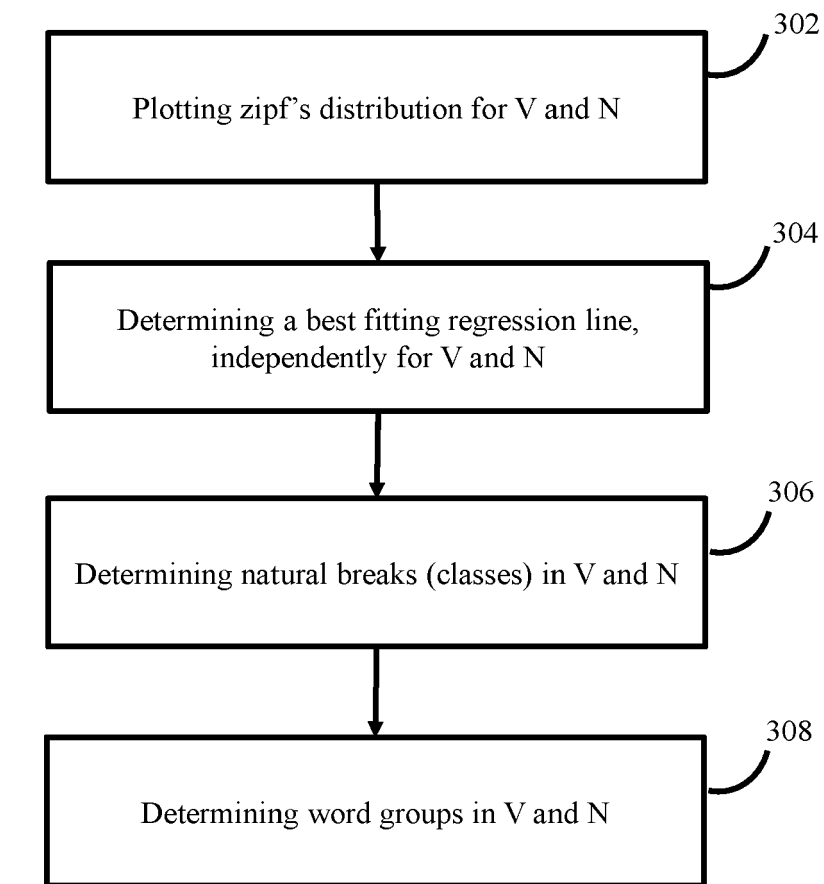 302
Plotting zipf's distribution for V and N
304
Determining a best fitting regression line,
independently for V and N
306
Determining natural breaks (classes) in V and N
308
Determining word groups in V and N